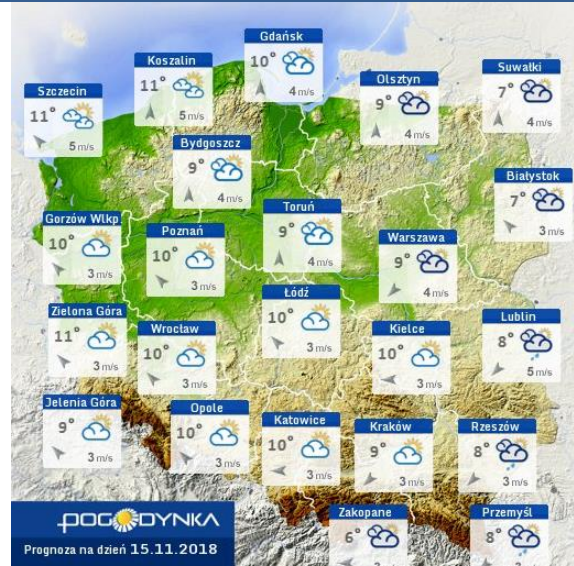 Gdańsk
10°
4 m/s
Koszalin
11°
5 m/s
Suwałki
7°
4 m/s
Olsztyn
9°
4 m/s
Szczecin
11°
5 m/s
Bydgoszcz
9°
4 m/s
Białystok
7°
3 m/s
Toruń
9°
4 m/s
Gorzów Wlkp
10°
3 m/s
Poznań
10°
3 m/s
Warszawa
9°
4 m/s
Łódź
10°
3 m/s
Zielona Góra
11°
3 m/s
Wrocław
10°
3 m/s
Kielce
10°
3 m/s
Lublin
8°
5 m/s
Jelenia Góra
9°
3 m/s
Opole
10°
3 m/s
Katowice
10°
3 m/s
Kraków
9°
3 m/s
Rzeszów
8°
3 m/s
Zakopane
6°
Przemyśl
8°
POGODYNKA
Prognoza na dzień 15.11.2018